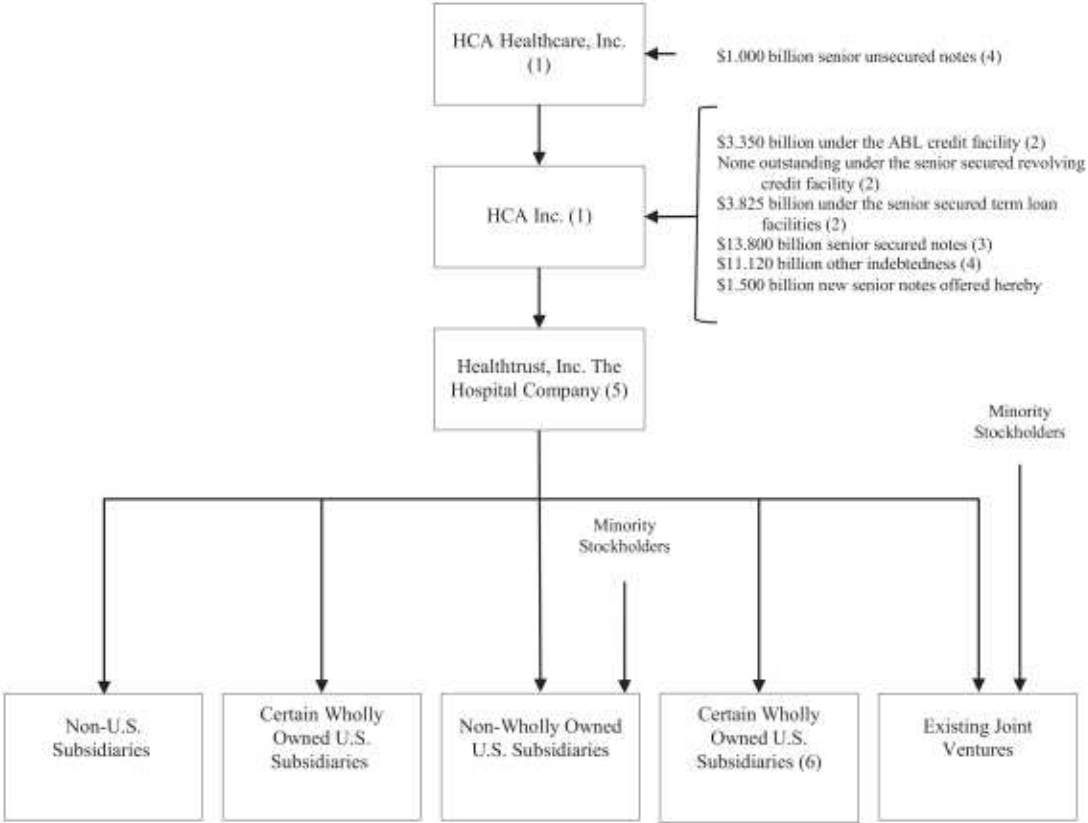 HCA Healthcare, Inc.
(1)
$1.000 billion senior unsecured notes (4)
$3.350 billion under the ABL credit facility (2)
None outstanding under the senior secured revolving
credit facility (2)
$3.825 billion under the senior secured term loan
facilities (2)
$13.800 billion senior secured notes (3)
$11.120 billion other indebtedness (4)
$1.500 billion new senior notes offered hereby
HCA Inc. (1)
Healthtrust, Inc. The
Hospital Company (5)
Minority
Stockholders
Minority
Stockholders
Non-U.S.
Subsidiaries
Certain Wholly
Owned U.S.
Subsidiaries
Non-Wholly Owned
U.S. Subsidiaries
Certain Wholly
Owned U.S.
Subsidiaries (6)
Existing Joint
Ventures